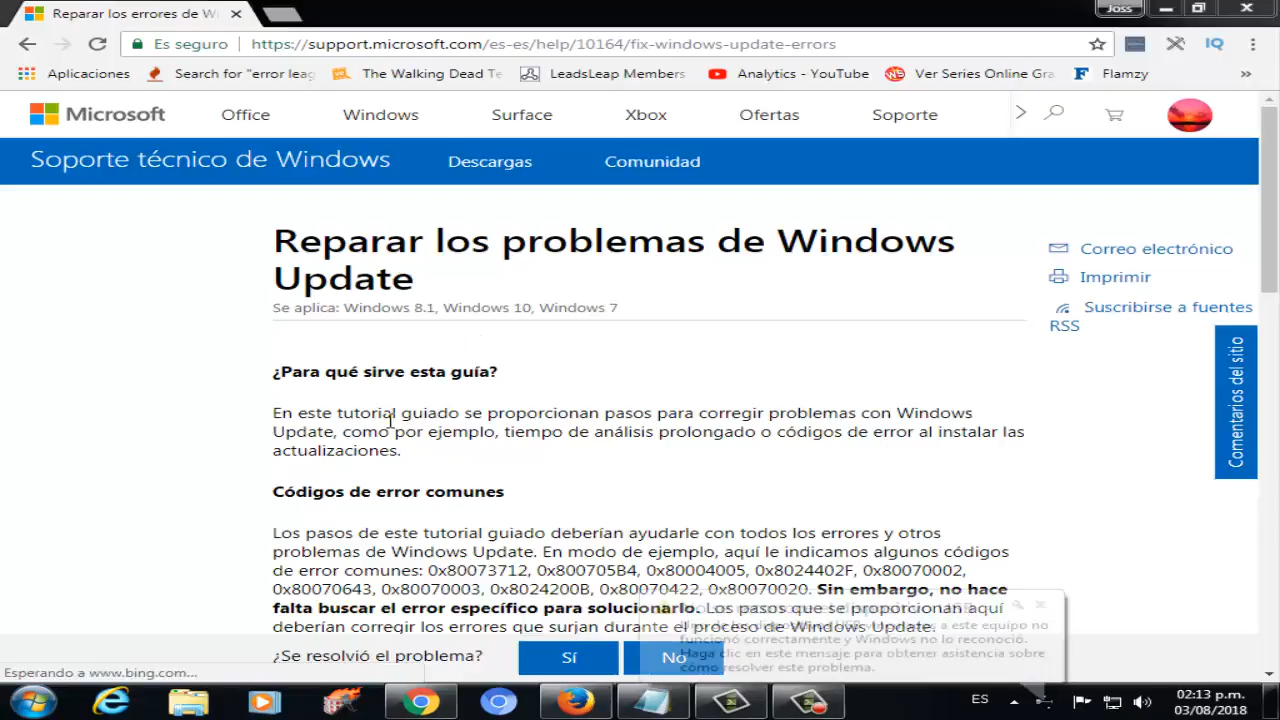 Reparar los errores de Wi
Joss
Es seguro https://support.microsoft.com/es-es/help/10164/fix-windows-update-errors
IQ
Aplicaciones Search for "error leag The Walking Dead Te LeadsLeap Members Analytics - YouTube Ver Series Online Gra Flamzy »
Microsoft Office Windows Surface Xbox Ofertas Soporte
Soporte técnico de Windows Descargas Comunidad
Reparar los problemas de Windows
Update
Se aplica: Windows 8.1, Windows 10, Windows 7
Correo electrónico
Imprimir
Suscribirse a fuentes
RSS
Comentarios del sitio
¿Para qué sirve esta guía?
En este tutorial guiado se proporcionan pasos para corregir problemas con Windows
Update, como por ejemplo, tiempo de análisis prolongado o códigos de error al instalar las
actualizaciones.
Códigos de error comunes
Los pasos de este tutorial guiado deberían ayudarle con todos los errores y otros
problemas de Windows Update. En modo de ejemplo, aquí le indicamos algunos códigos
de error comunes: 0x80073712, 0x800705B4, 0x80004005, 0x8024402F, 0x80070002,
0x80070643, 0x80070003, 0x8024200B, 0x80070422, 0x80070020. Sin embargo, no hace
falta buscar el error específico para solucionarlo. Los pasos que se proporcionan aquí
deberían corregir los errores que surjan durante el proceso de Windows Update.
a este equipo no
funcionó correctamente y Windows no lo reconoció.
Haga clic en este mensaje para obtener asistencia sobre
cómo resolver este problema.
¿Se resolvió el problema? Sí No
Esperando a www.bing.com...
ES
02:13 p.m.
03/08/2018